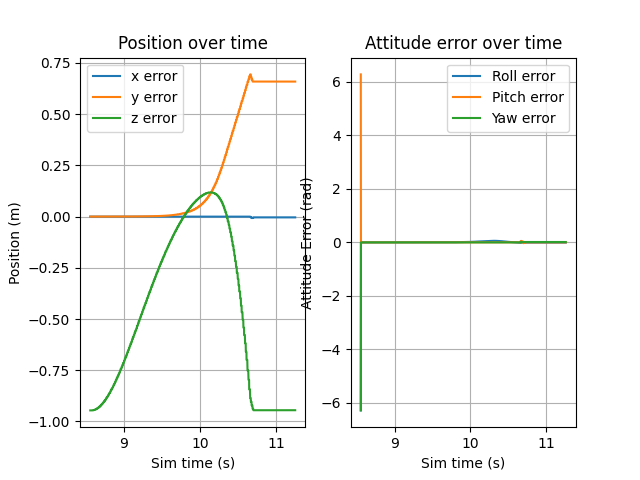 Position over time
Position (m)
0.75
0.50
0.25
0.00
−0.25
−0.50
−0.75
−1.00
x error
y error
z error
9
10
11
Sim time (s)
Attitude error over time
Attitude Error (rad)
6
4
2
0
−2
−4
−6
Roll error
Pitch error
Yaw error
9
10
11
Sim time (s)